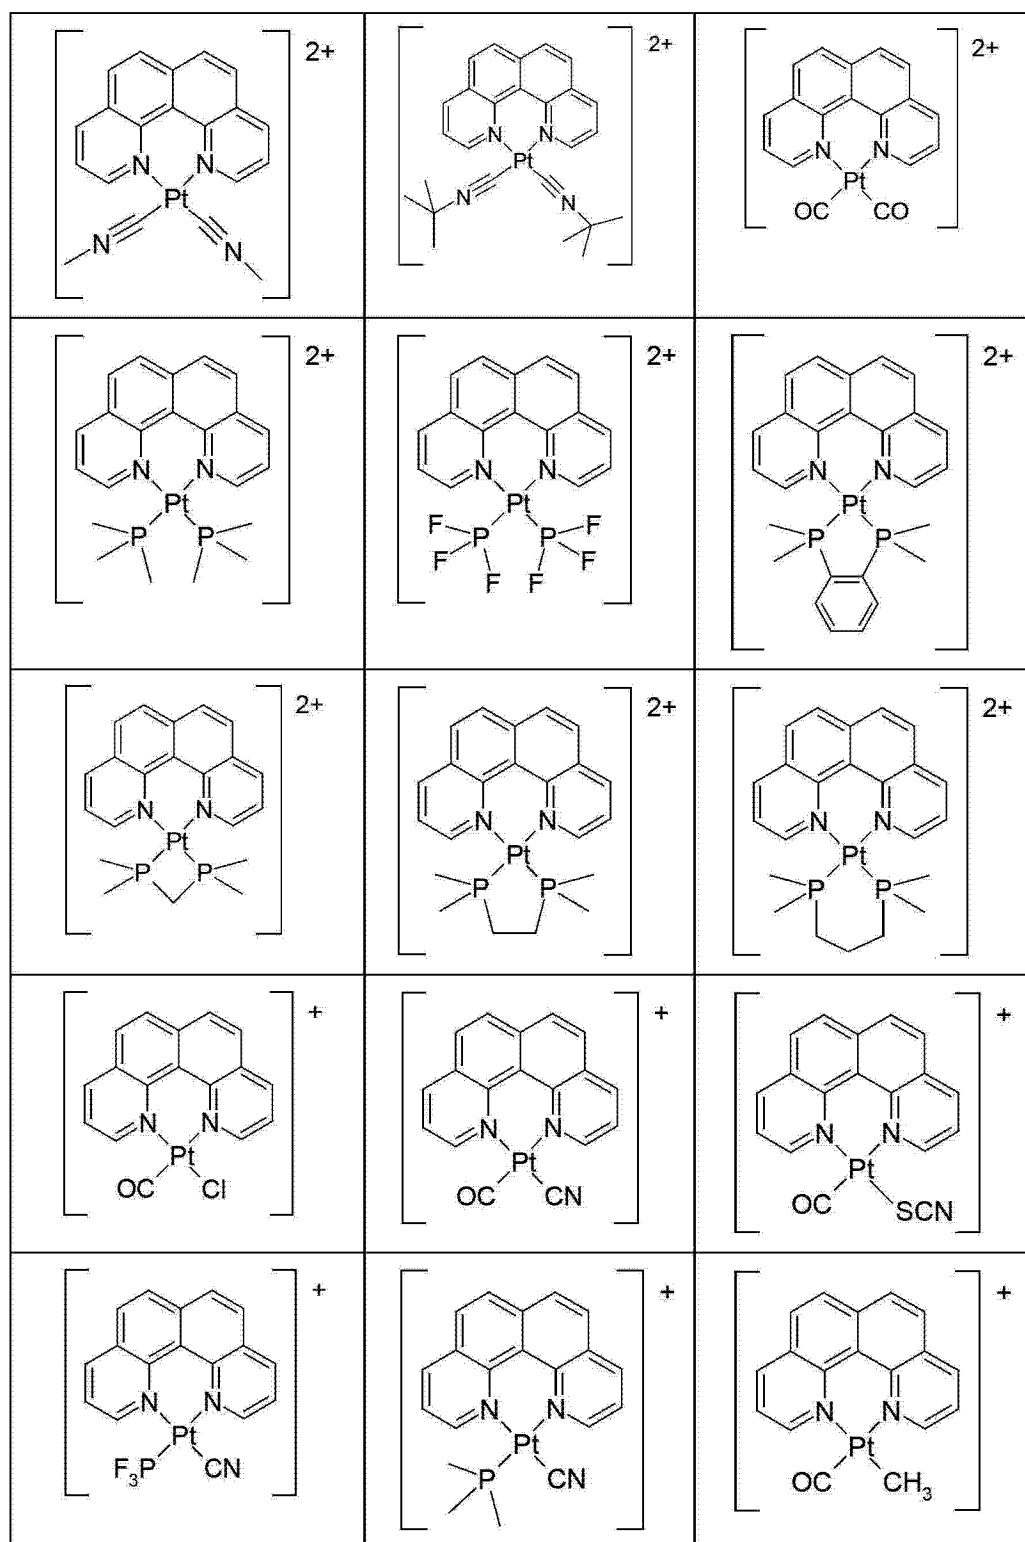 2+ 2+ 2+
N N N N N N
Pt Pt Pt
N N N N OC CO
2+ 2+ 2+
N N N N N N
Pt Pt Pt
P P F P P F P P
F F
F F
2+ 2+ 2+
N N N N N N
Pt Pt Pt
P P P P P P
+ + +
N N N N N N
Pt Pt Pt
OC Cl OC CN OC SCN
+ + +
N N N N N N
Pt Pt Pt
F3P CN P CN OC CH3